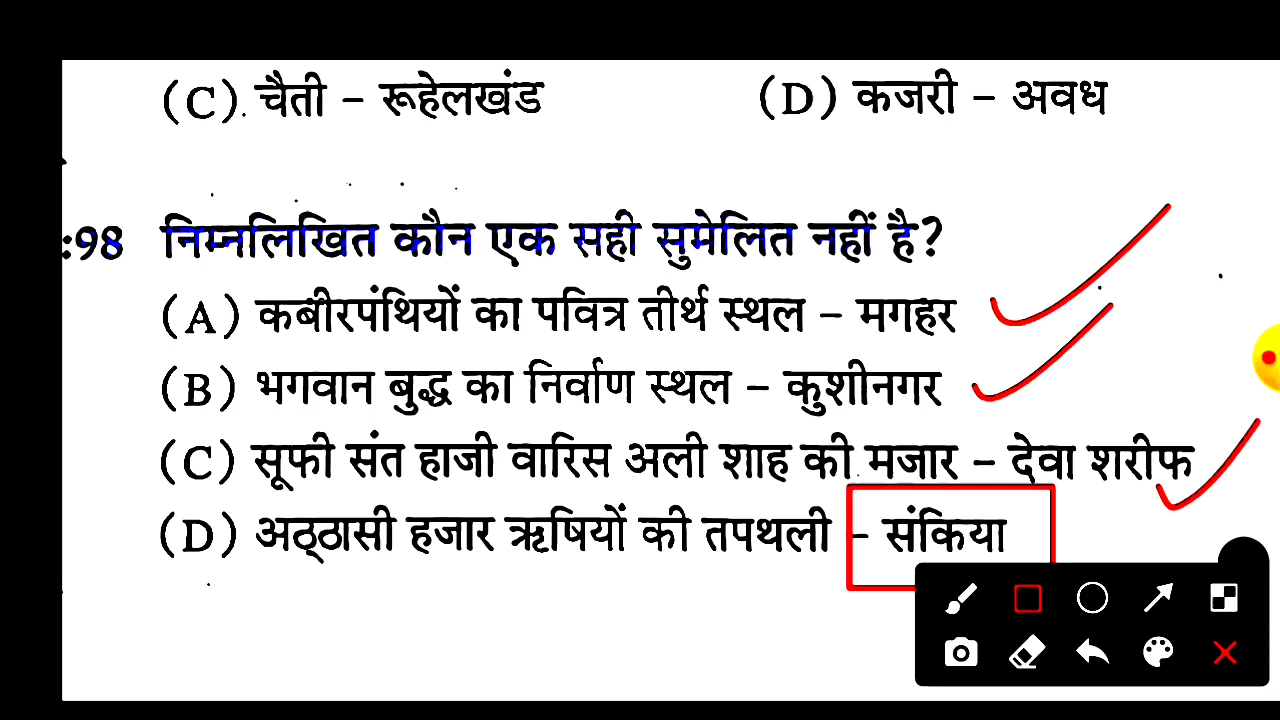 (C) चैती – रूहेलखंड (D) कजरी – अवध
:98 निम्नलिखित कौन एक सही सुमेलित नहीं है?
(A) कबीरपंथियों का पवित्र तीर्थ स्थल – मगहर
(B) भगवान बुद्ध का निर्वाण स्थल – कुशीनगर
(C) सूफी संत हाजी वारिस अली शाह की मजार – देवा शरीफ
(D) अठ्ठासी हजार ऋषियों की तपथली – संकिया